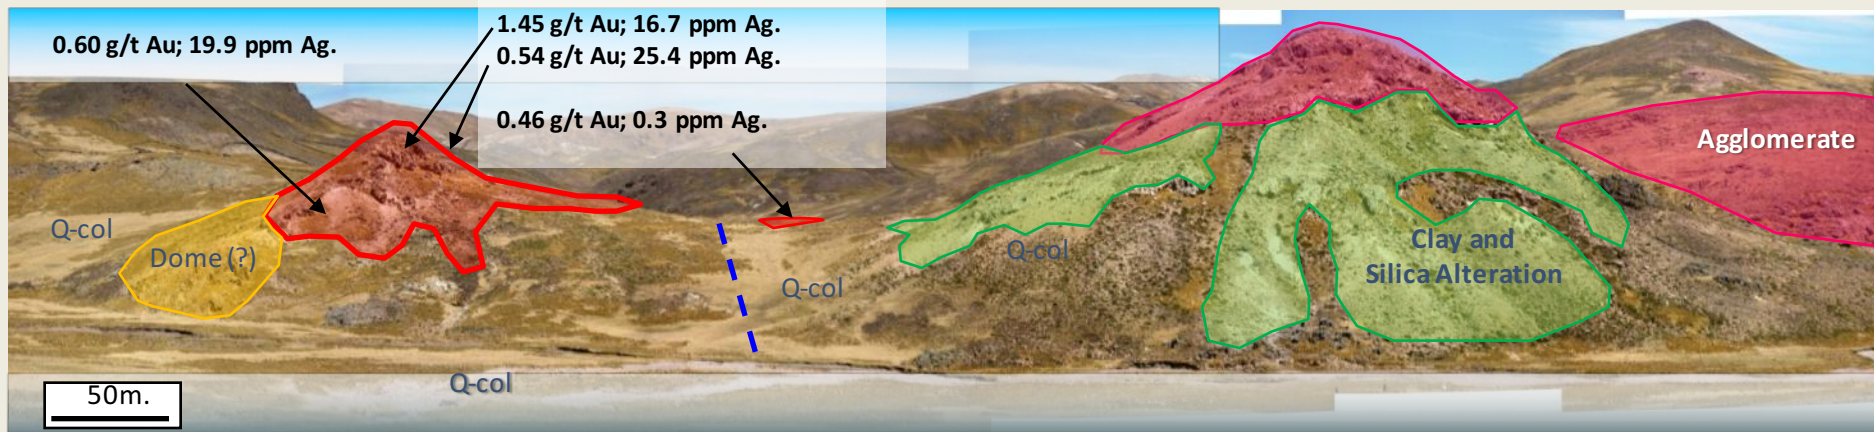 0.60 g/t Au; 19.9 ppm Ag.
1.45 g/t Au; 16.7 ppm Ag.
0.54 g/t Au; 25.4 ppm Ag.
0.46 g/t Au; 0.3 ppm Ag.
Agglomerate
Q-col
Dome (?)
Q-col
Q-col
Clay and
Silica Alteration
Q-col
50m.